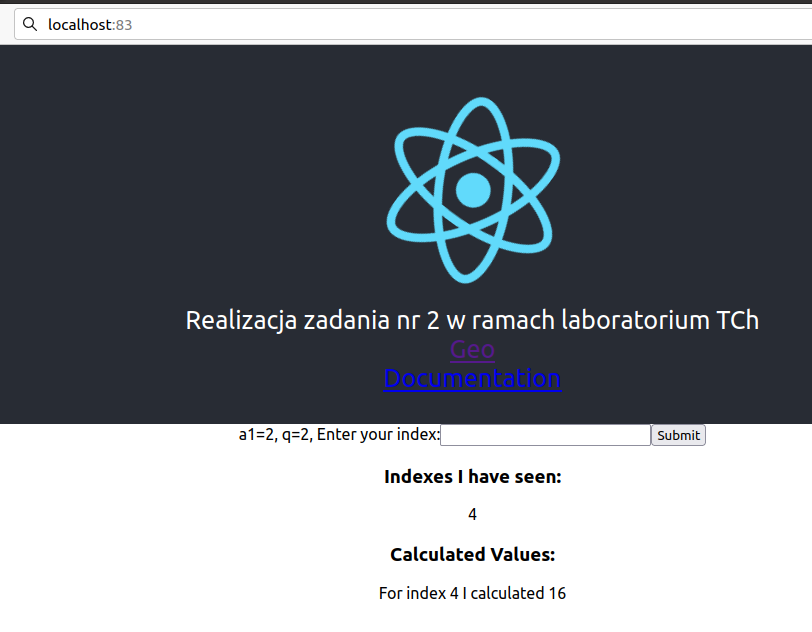 localhost:83
Realizacja zadania nr 2 w ramach laboratorium TCh
Geo
Documentation
a1=2, q=2, Enter your index: Submit
Indexes I have seen:
4
Calculated Values:
For index 4 I calculated 16